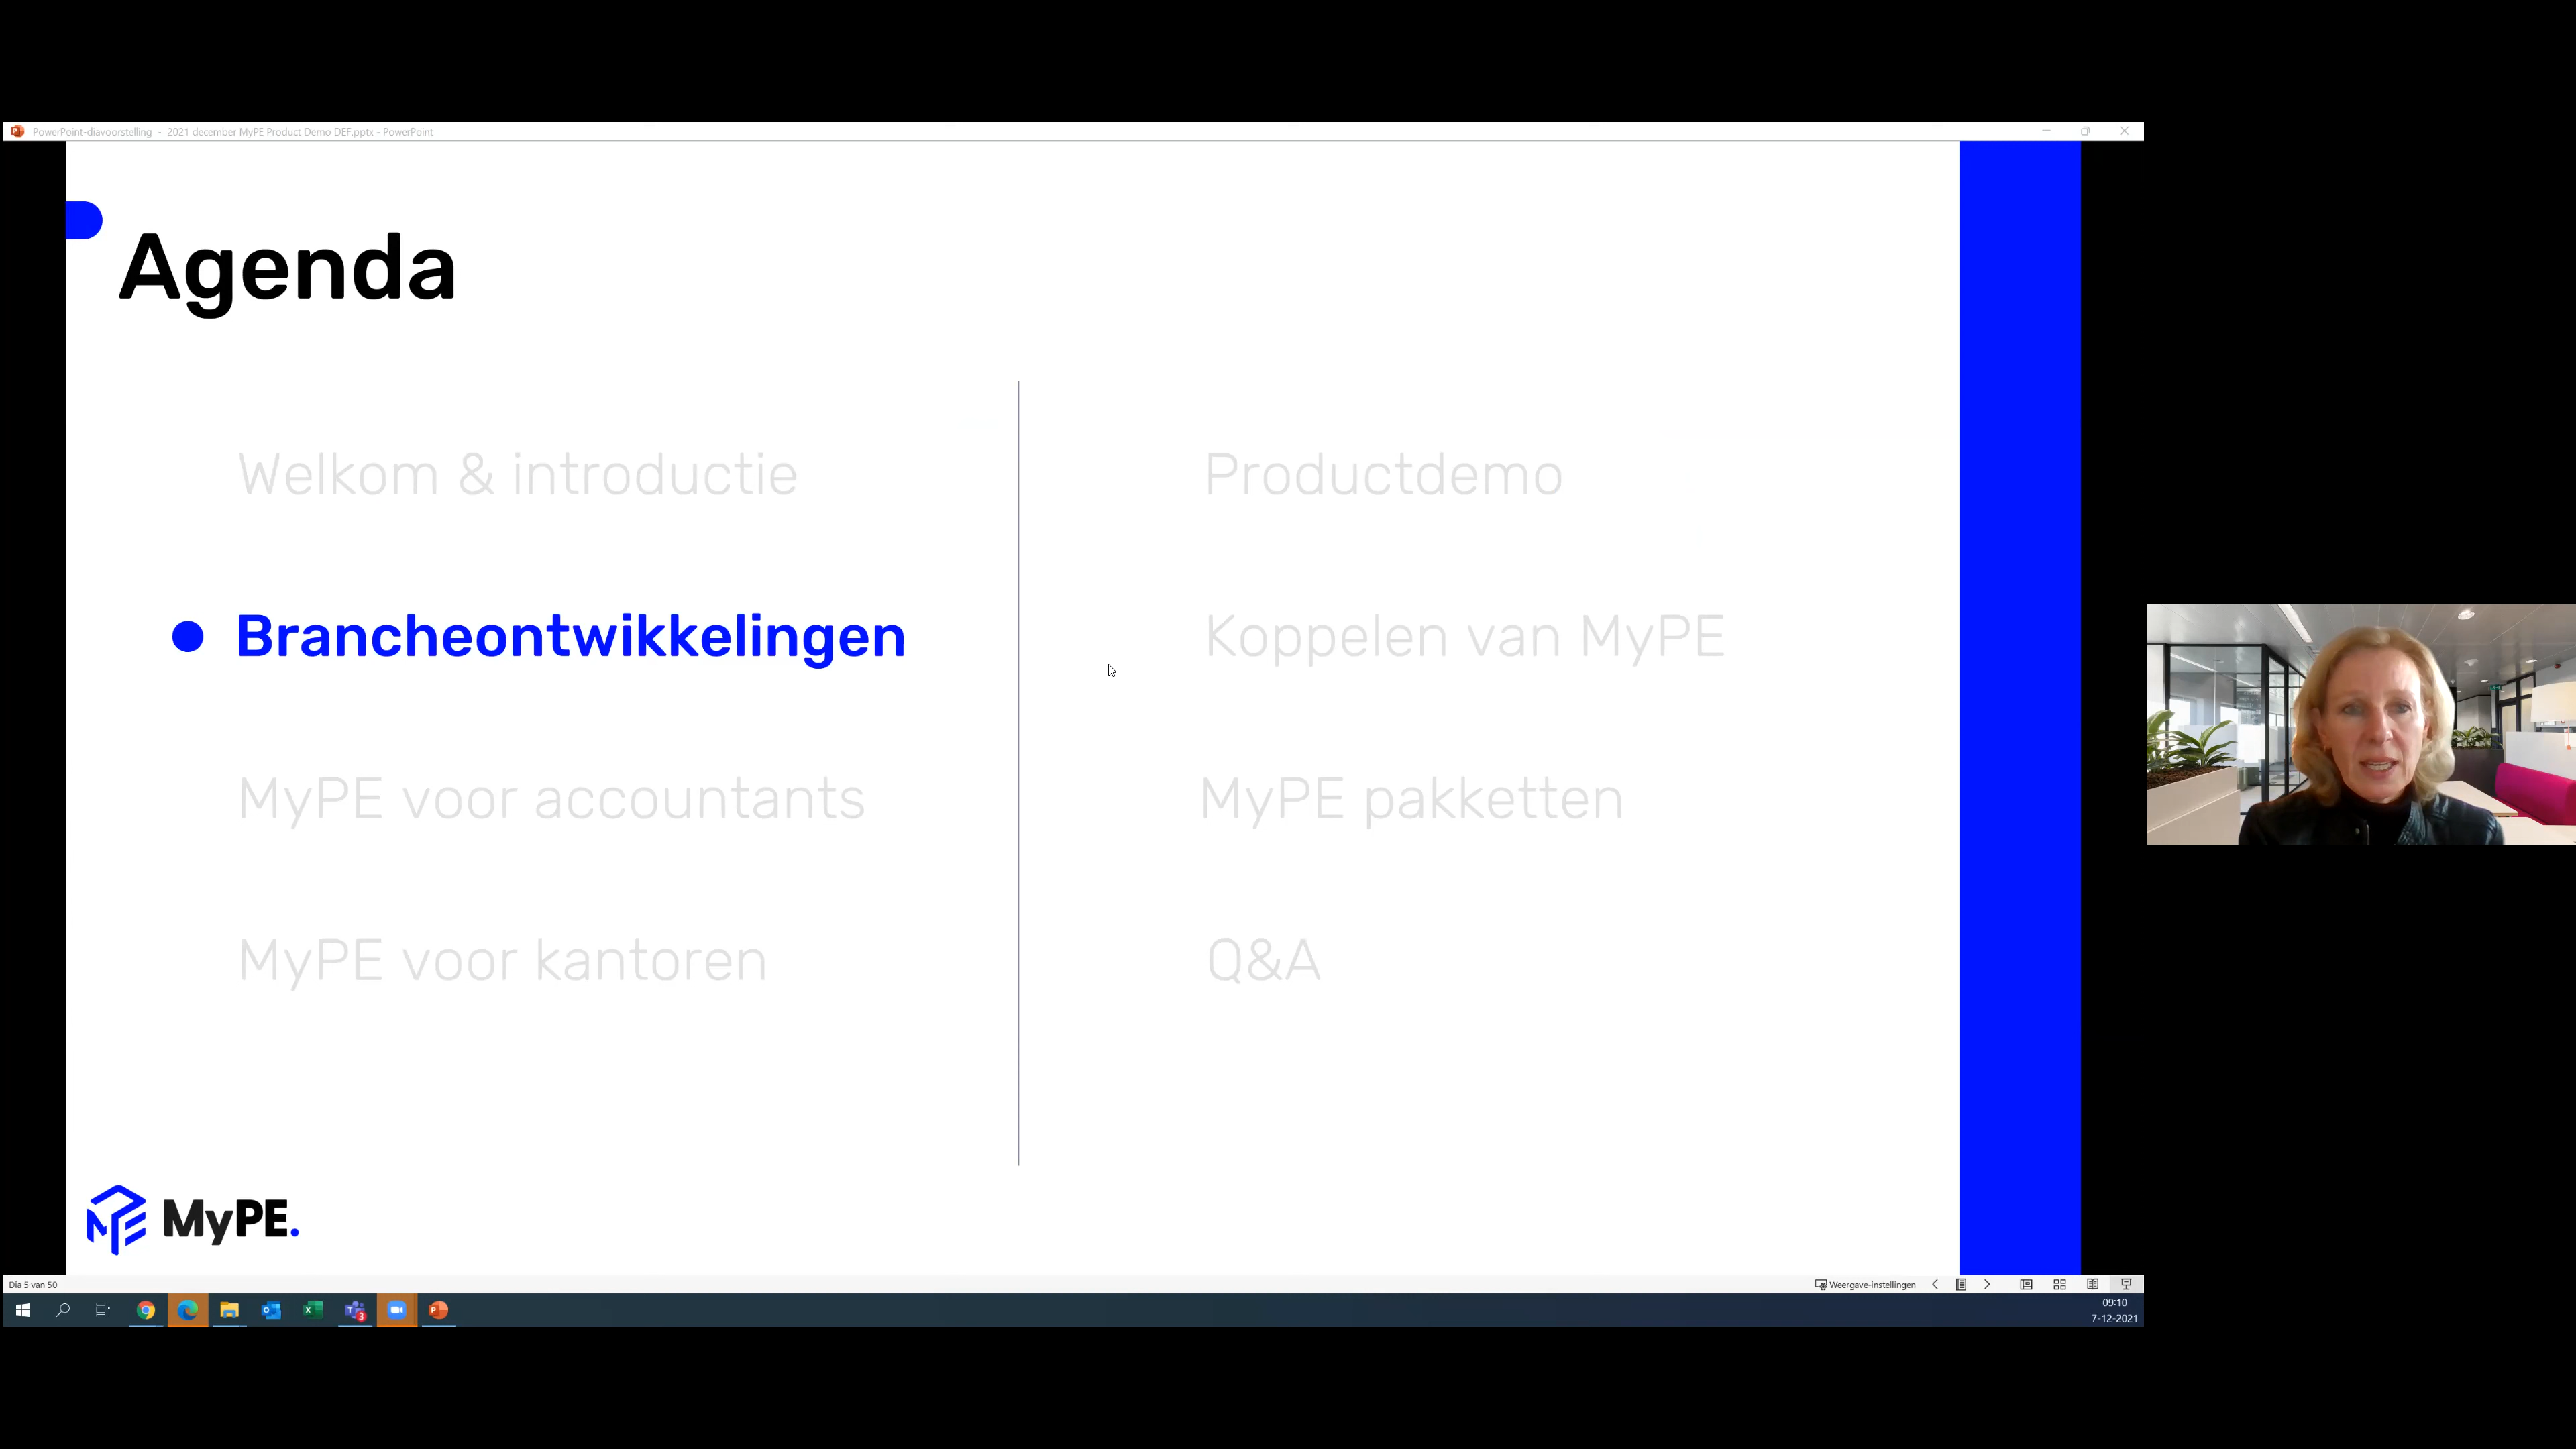 PowerPoint-diavoorstelling - 2021 december MyPE Product Demo DEF.pptx - PowerPoint
Agenda
Welkom & introductie
Brancheontwikkelingen
MyPE voor accountants
MyPE voor kantoren
Productdemo
Koppelen van MyPE
MyPE pakketten
Q&A
MyPE.
Dia 5 van 50
Weergave-instellingen
3
09:10
7-12-2021